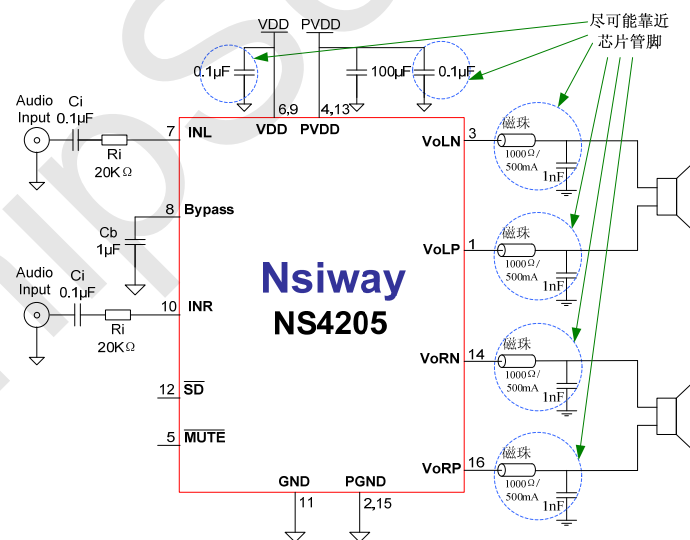 VDD PVDD
尽可能靠近
芯片管脚
0.1μF
100μF
0.1μF
6,9
4,13
VDD PVDD
Audio
Input
Ci
0.1μF
Ri
20KΩ
7
INL
8
Bypass
Cb
1μF
Audio
Input
Ci
0.1μF
Ri
20KΩ
10
INR
12
SD
5
MUTE
Nsiway
NS4205
GND
11
PGND
2,15
VoLN
3
磁珠
1000Ω/
500mA
1nF
VoLP
1
磁珠
1000Ω/
500mA
1nF
VoRN
14
磁珠
1000Ω/
500mA
1nF
VoRP
16
磁珠
1000Ω/
500mA
1nF